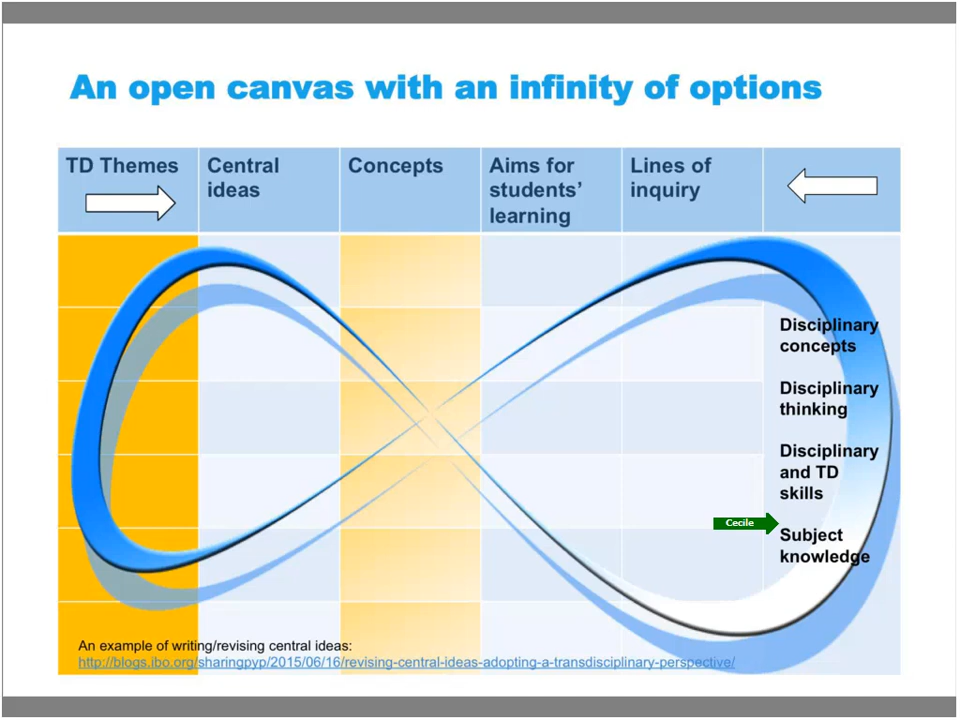 An open canvas with an infinity of options
TD Themes
Central
ideas
Concepts
Aims for
students’
learning
Lines of
inquiry
Disciplinary
concepts
Disciplinary
thinking
Disciplinary
and TD
skills
Cecile
Subject
knowledge
An example of writing/revising central ideas:
http://blogs.ibo.org/sharingpyp/2015/06/16/revising-central-ideas-adopting-a-transdisciplinary-perspective/